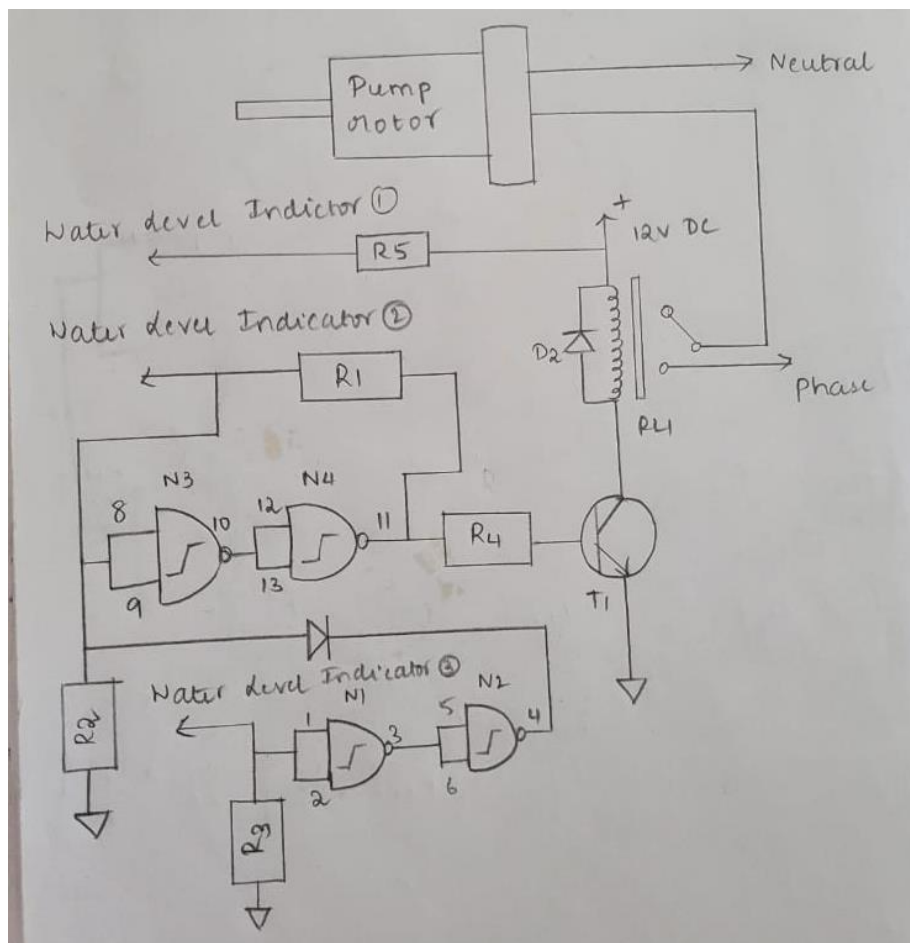 Pump
motor
Neutral
Water Level Indictor ①
+
12V DC
R5
Water Level Indicator ②
R1
D2
Phase
RL1
N3
N4
8
10
12
11
R4
9
13
T1
Water Level Indicator ③
N1
N2
R2
1
3
5
4
2
6
R3